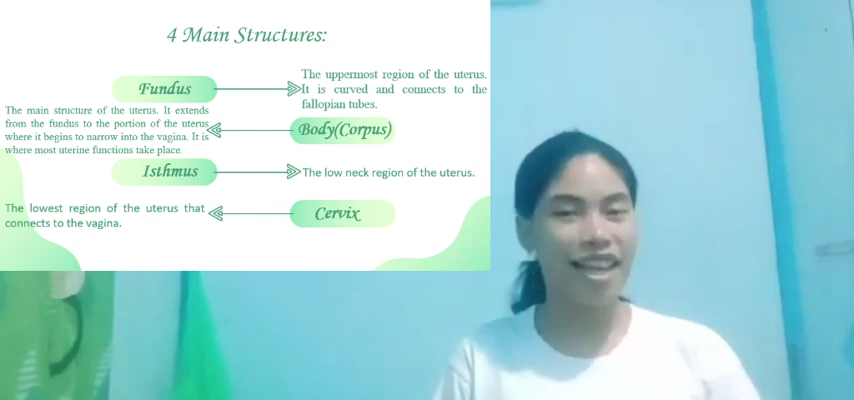 4 Main Structures:
Fundus
The uppermost region of the uterus.
It is curved and connects to the
fallopian tubes.
The main structure of the uterus. It extends
from the fundus to the portion of the uterus
where it begins to narrow into the vagina. It is
where most uterine functions take place.
Body(Corpus)
Isthmus
The low neck region of the uterus.
The lowest region of the uterus that
connects to the vagina.
Cervix